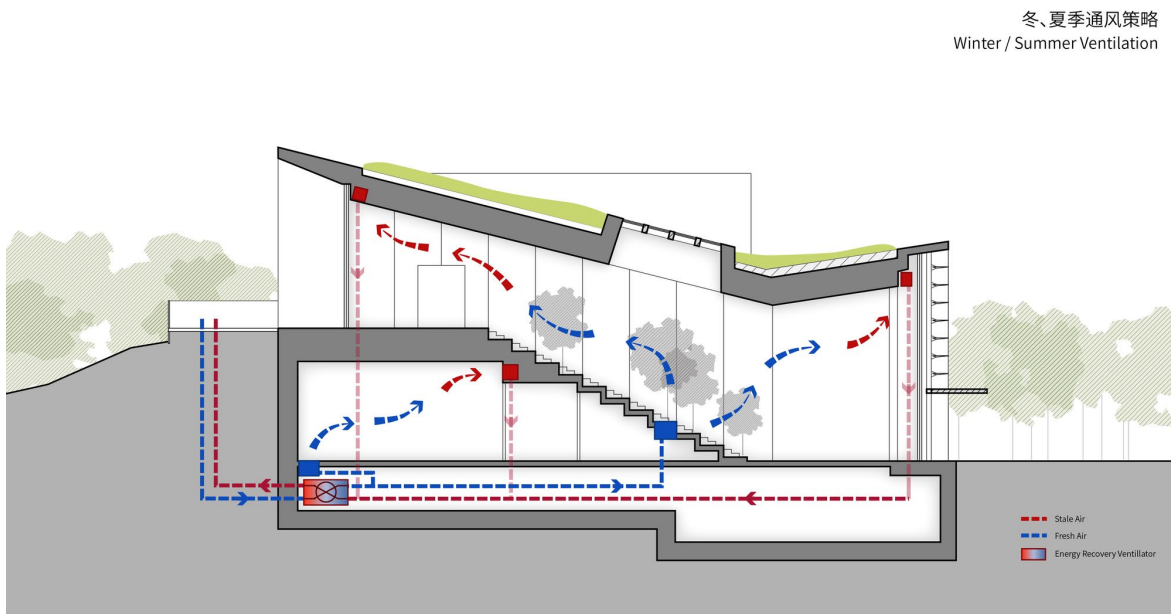 冬、夏季通风策略
Winter / Summer Ventilation
Stale Air
Fresh Air
Energy Recovery Ventillator